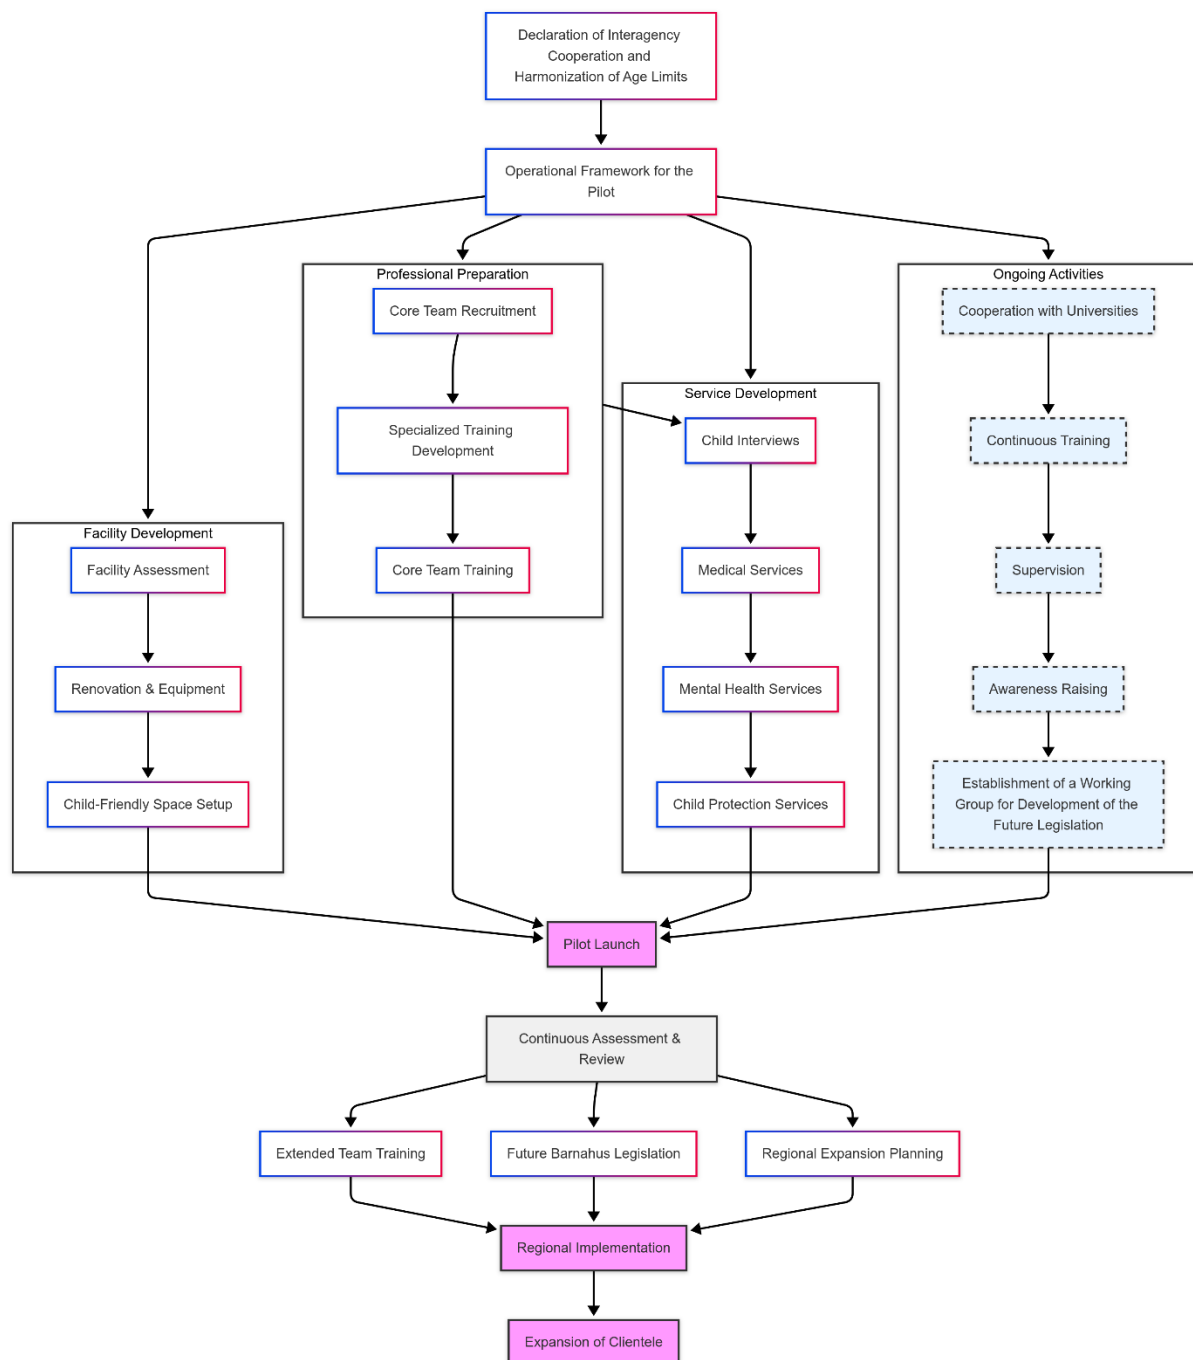 Declaration of Interagency
Cooperation and
Harmonization of Age Limits
Operational Framework for the
Pilot
Professional Preparation
Core Team Recruitment
Specialized Training
Development
Core Team Training
Ongoing Activities
Cooperation with Universities
Continuous Training
Supervision
Awareness Raising
Establishment of a Working
Group for Development of the
Future Legislation
Service Development
Child Interviews
Medical Services
Mental Health Services
Child Protection Services
Facility Development
Facility Assessment
Renovation & Equipment
Child-Friendly Space Setup
Pilot Launch
Continuous Assessment &
Review
Extended Team Training
Future Barnahus Legislation
Regional Expansion Planning
Regional Implementation
Expansion of Clientele